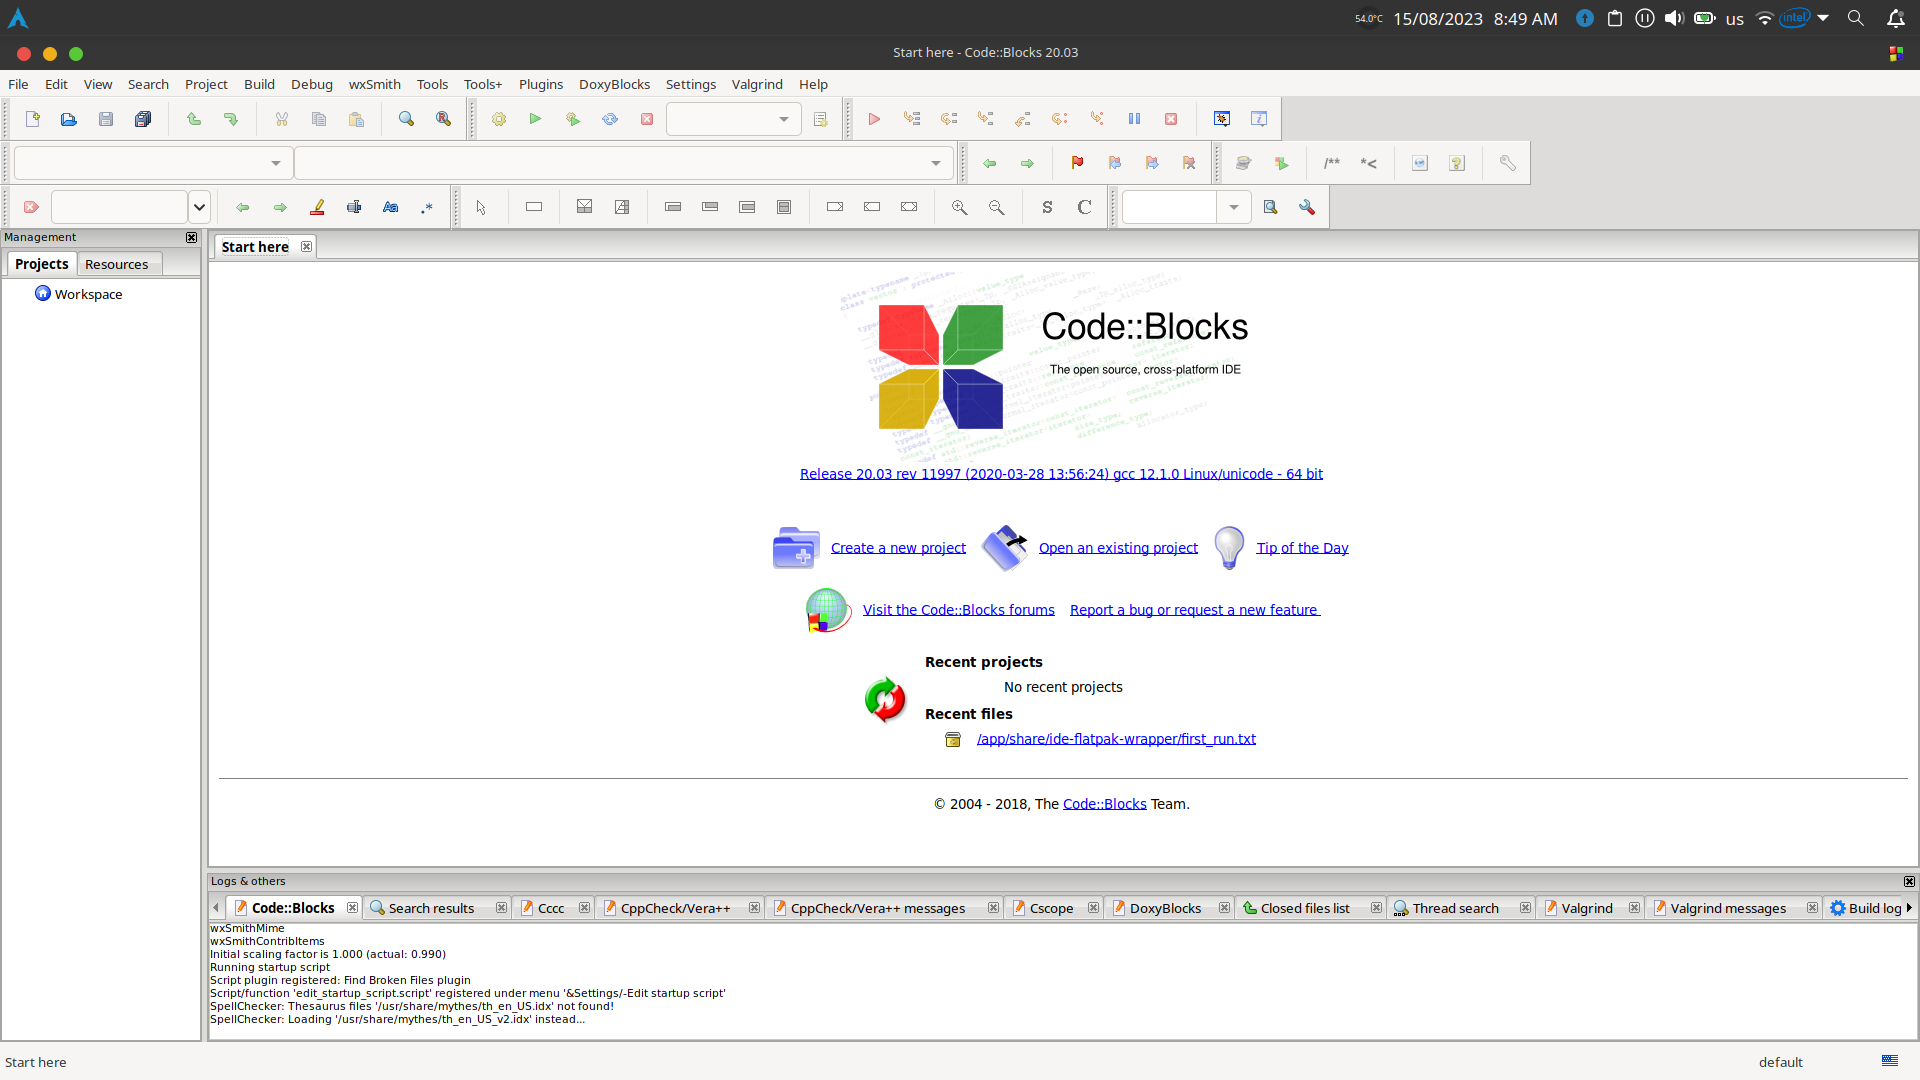 54.0°C 15/08/2023 8:49 AM us intel
Start here - Code::Blocks 20.03
File Edit View Search Project Build Debug wxSmith Tools Tools+ Plugins DoxyBlocks Settings Valgrind Help
/** *<
Aa .* S C
Management
Projects Resources
Workspace
Start here
Code::Blocks
The open source, cross-platform IDE
Release 20.03 rev 11997 (2020-03-28 13:56:24) gcc 12.1.0 Linux/unicode - 64 bit
Create a new project Open an existing project Tip of the Day
Visit the Code::Blocks forums Report a bug or request a new feature
Recent projects
No recent projects
Recent files
/app/share/ide-flatpak-wrapper/first_run.txt
© 2004 - 2018, The Code::Blocks Team.
Logs & others
Code::Blocks Search results Cccc CppCheck/Vera++ CppCheck/Vera++ messages Cscope DoxyBlocks Closed files list Thread search Valgrind Valgrind messages Build log
wxSmithMime
wxSmithContribItems
Initial scaling factor is 1.000 (actual: 0.990)
Running startup script
Script plugin registered: Find Broken Files plugin
Script/function 'edit_startup_script.script' registered under menu '&Settings/-Edit startup script'
SpellChecker: Thesaurus files '/usr/share/mythes/th_en_US.idx' not found!
SpellChecker: Loading '/usr/share/mythes/th_en_US_v2.idx' instead...
Start here default